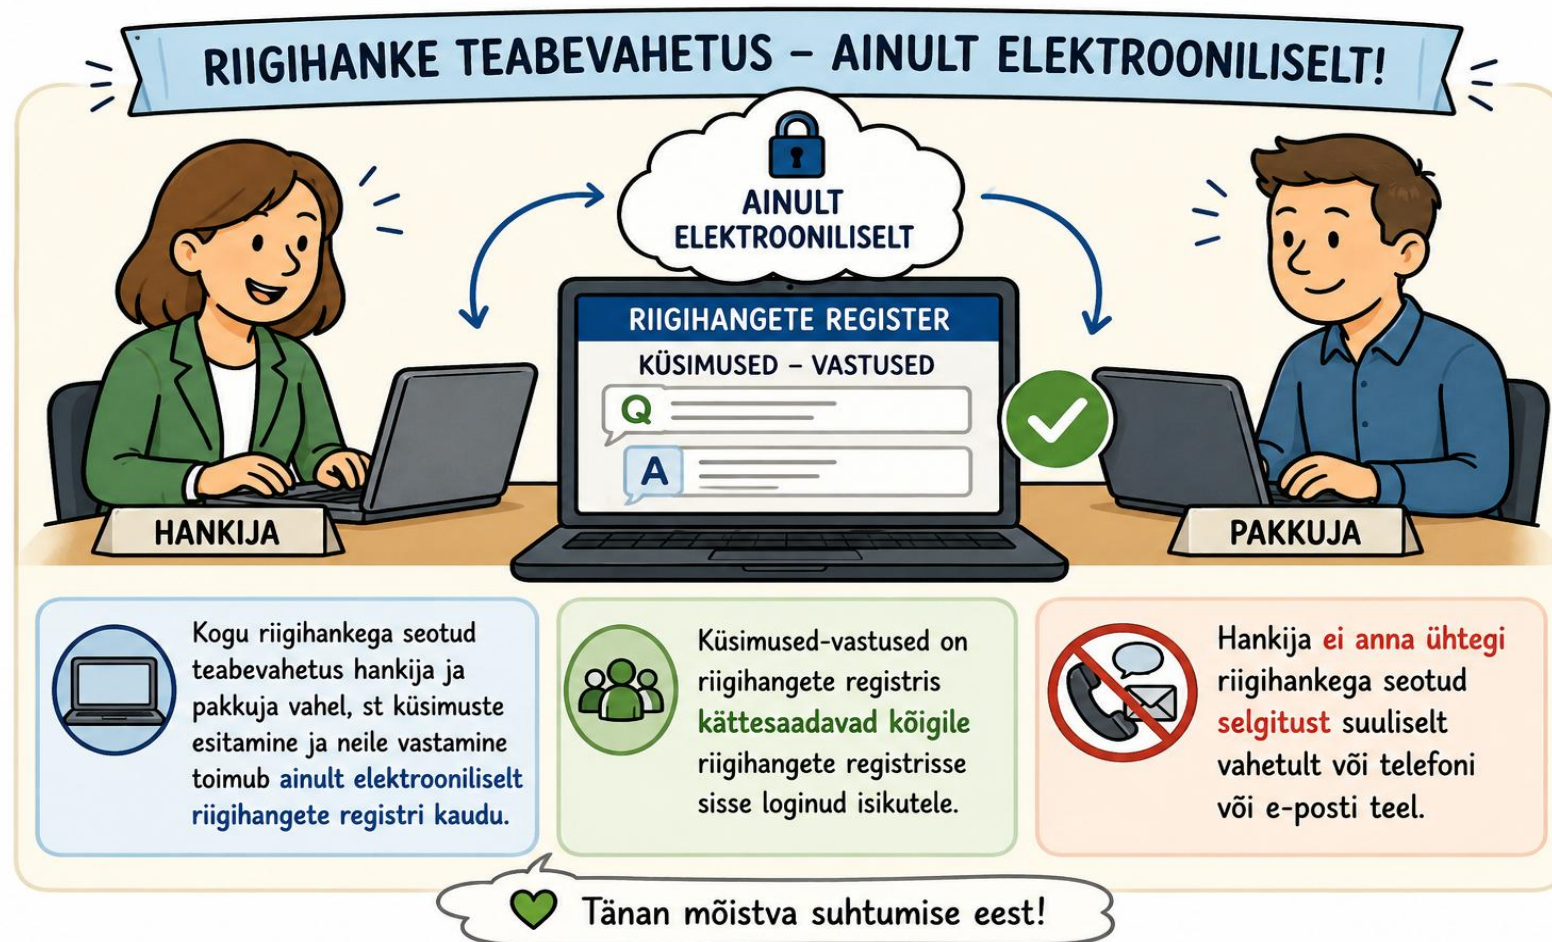 RIIGIHANKE TEABEVAHETUS – AINULT ELEKTROONILISELT!
AINULT
ELEKTROONILISELT
RIIGIHANGETE REGISTER
KÜSIMUSED – VASTUSED
Q
A
HANKIJA
PAKKUJA
Kogu riigihankega seotud
teabevahetus hankija ja
pakkuja vahel, st küsimuste
esitamine ja neile vastamine
toimub ainult elektrooniliselt
riigihangete registri kaudu.
Küsimused-vastused on
riigihangete registris
kättesaadavad kõigile
riigihangete registrisse
sisse loginud isikutele.
Hankija ei anna ühtegi
riigihankega seotud
selgitust suuliselt
vahetult või telefoni
või e-posti teel.
Tänan mõistva suhtumise eest!